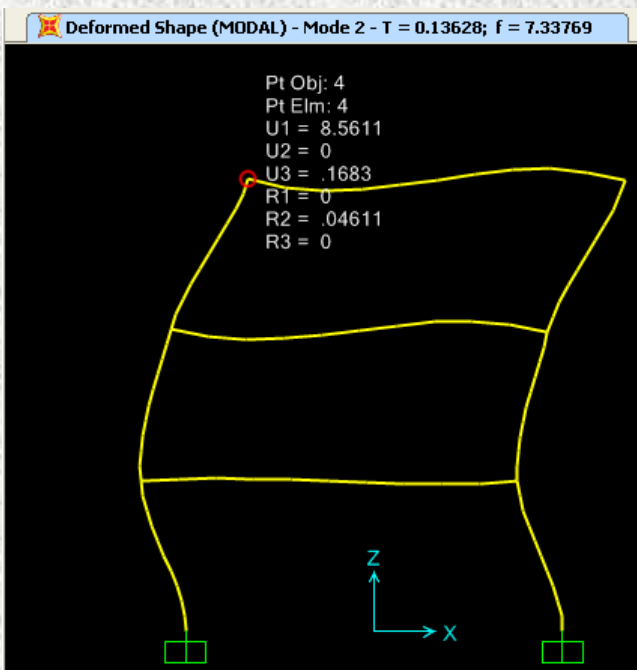 Deformed Shape (MODAL) - Mode 2 - T = 0.13628; f = 7.33769
Pt Obj: 4
Pt Elm: 4
U1 = 8.5611
U2 = 0
U3 = .1683
R1 = 0
R2 = .04611
R3 = 0
Z
X